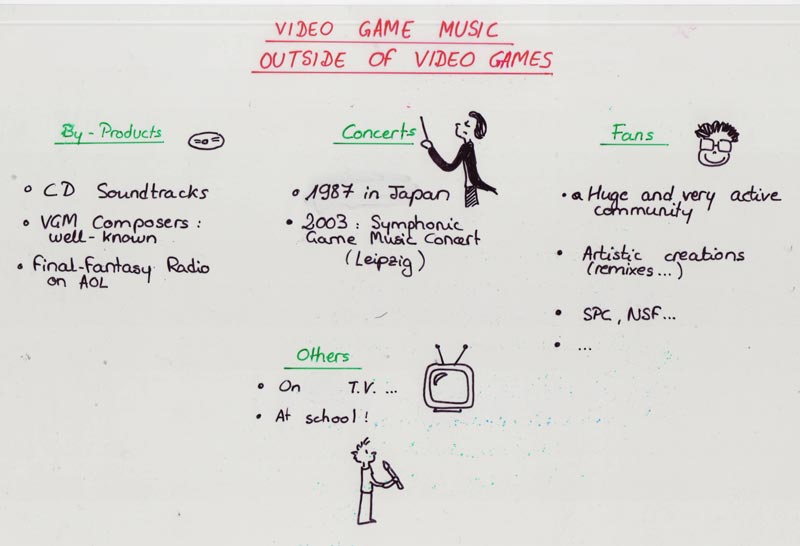 VIDEO GAME MUSIC
OUTSIDE OF VIDEO GAMES
By-Products
• CD Soundtracks
• VGM Composers :
well-known
• Final-Fantasy Radio
on AOL
Concerts
• 1987 in Japan
• 2003 : Symphonic
Game Music Concert
(Leipzig)
Fans
• a Huge and very active
community
• Artistic creations
(remixes...)
• SPC, NSF...
• ...
Others
• On T.V. ...
• At school !